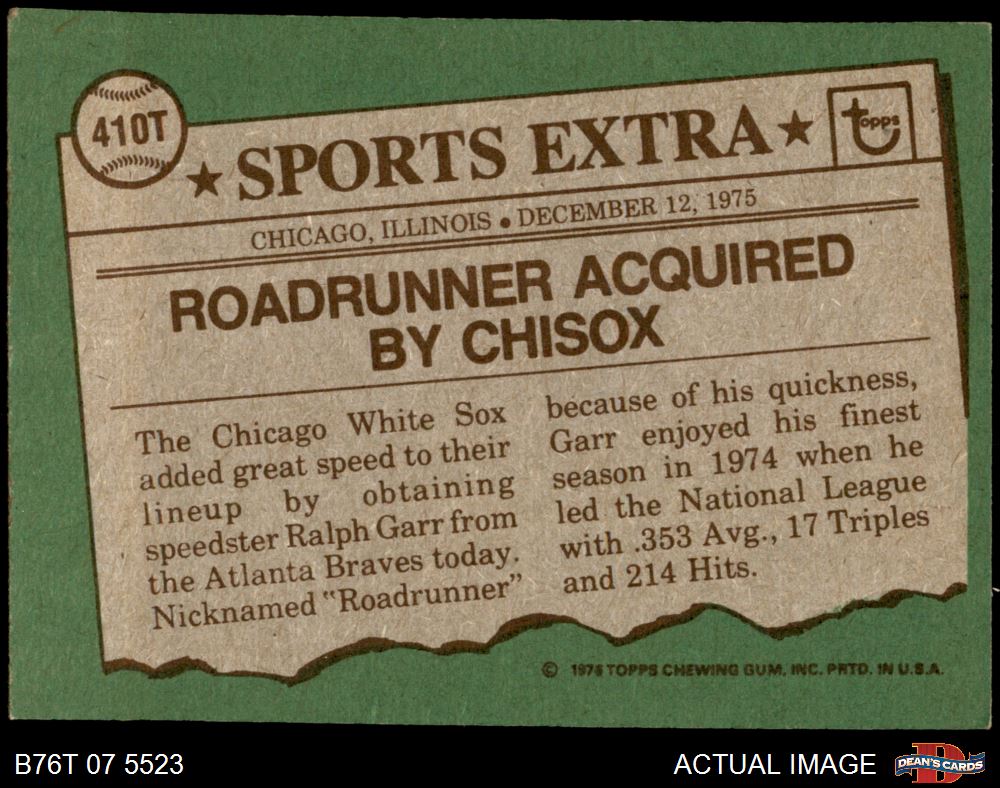 410T
★ SPORTS EXTRA ★
topps
CHICAGO, ILLINOIS • DECEMBER 12, 1975
ROADRUNNER ACQUIRED
BY CHISOX
The Chicago White Sox
added great speed to their
lineup by obtaining
speedster Ralph Garr from
the Atlanta Braves today.
Nicknamed "Roadrunner"
because of his quickness,
Garr enjoyed his finest
season in 1974 when he
led the National League
with .353 Avg., 17 Triples
and 214 Hits.
© 1976 TOPPS CHEWING GUM, INC. PRTD. IN U.S.A.
B76T 07 5523
ACTUAL IMAGE
D
DEAN'S CARDS